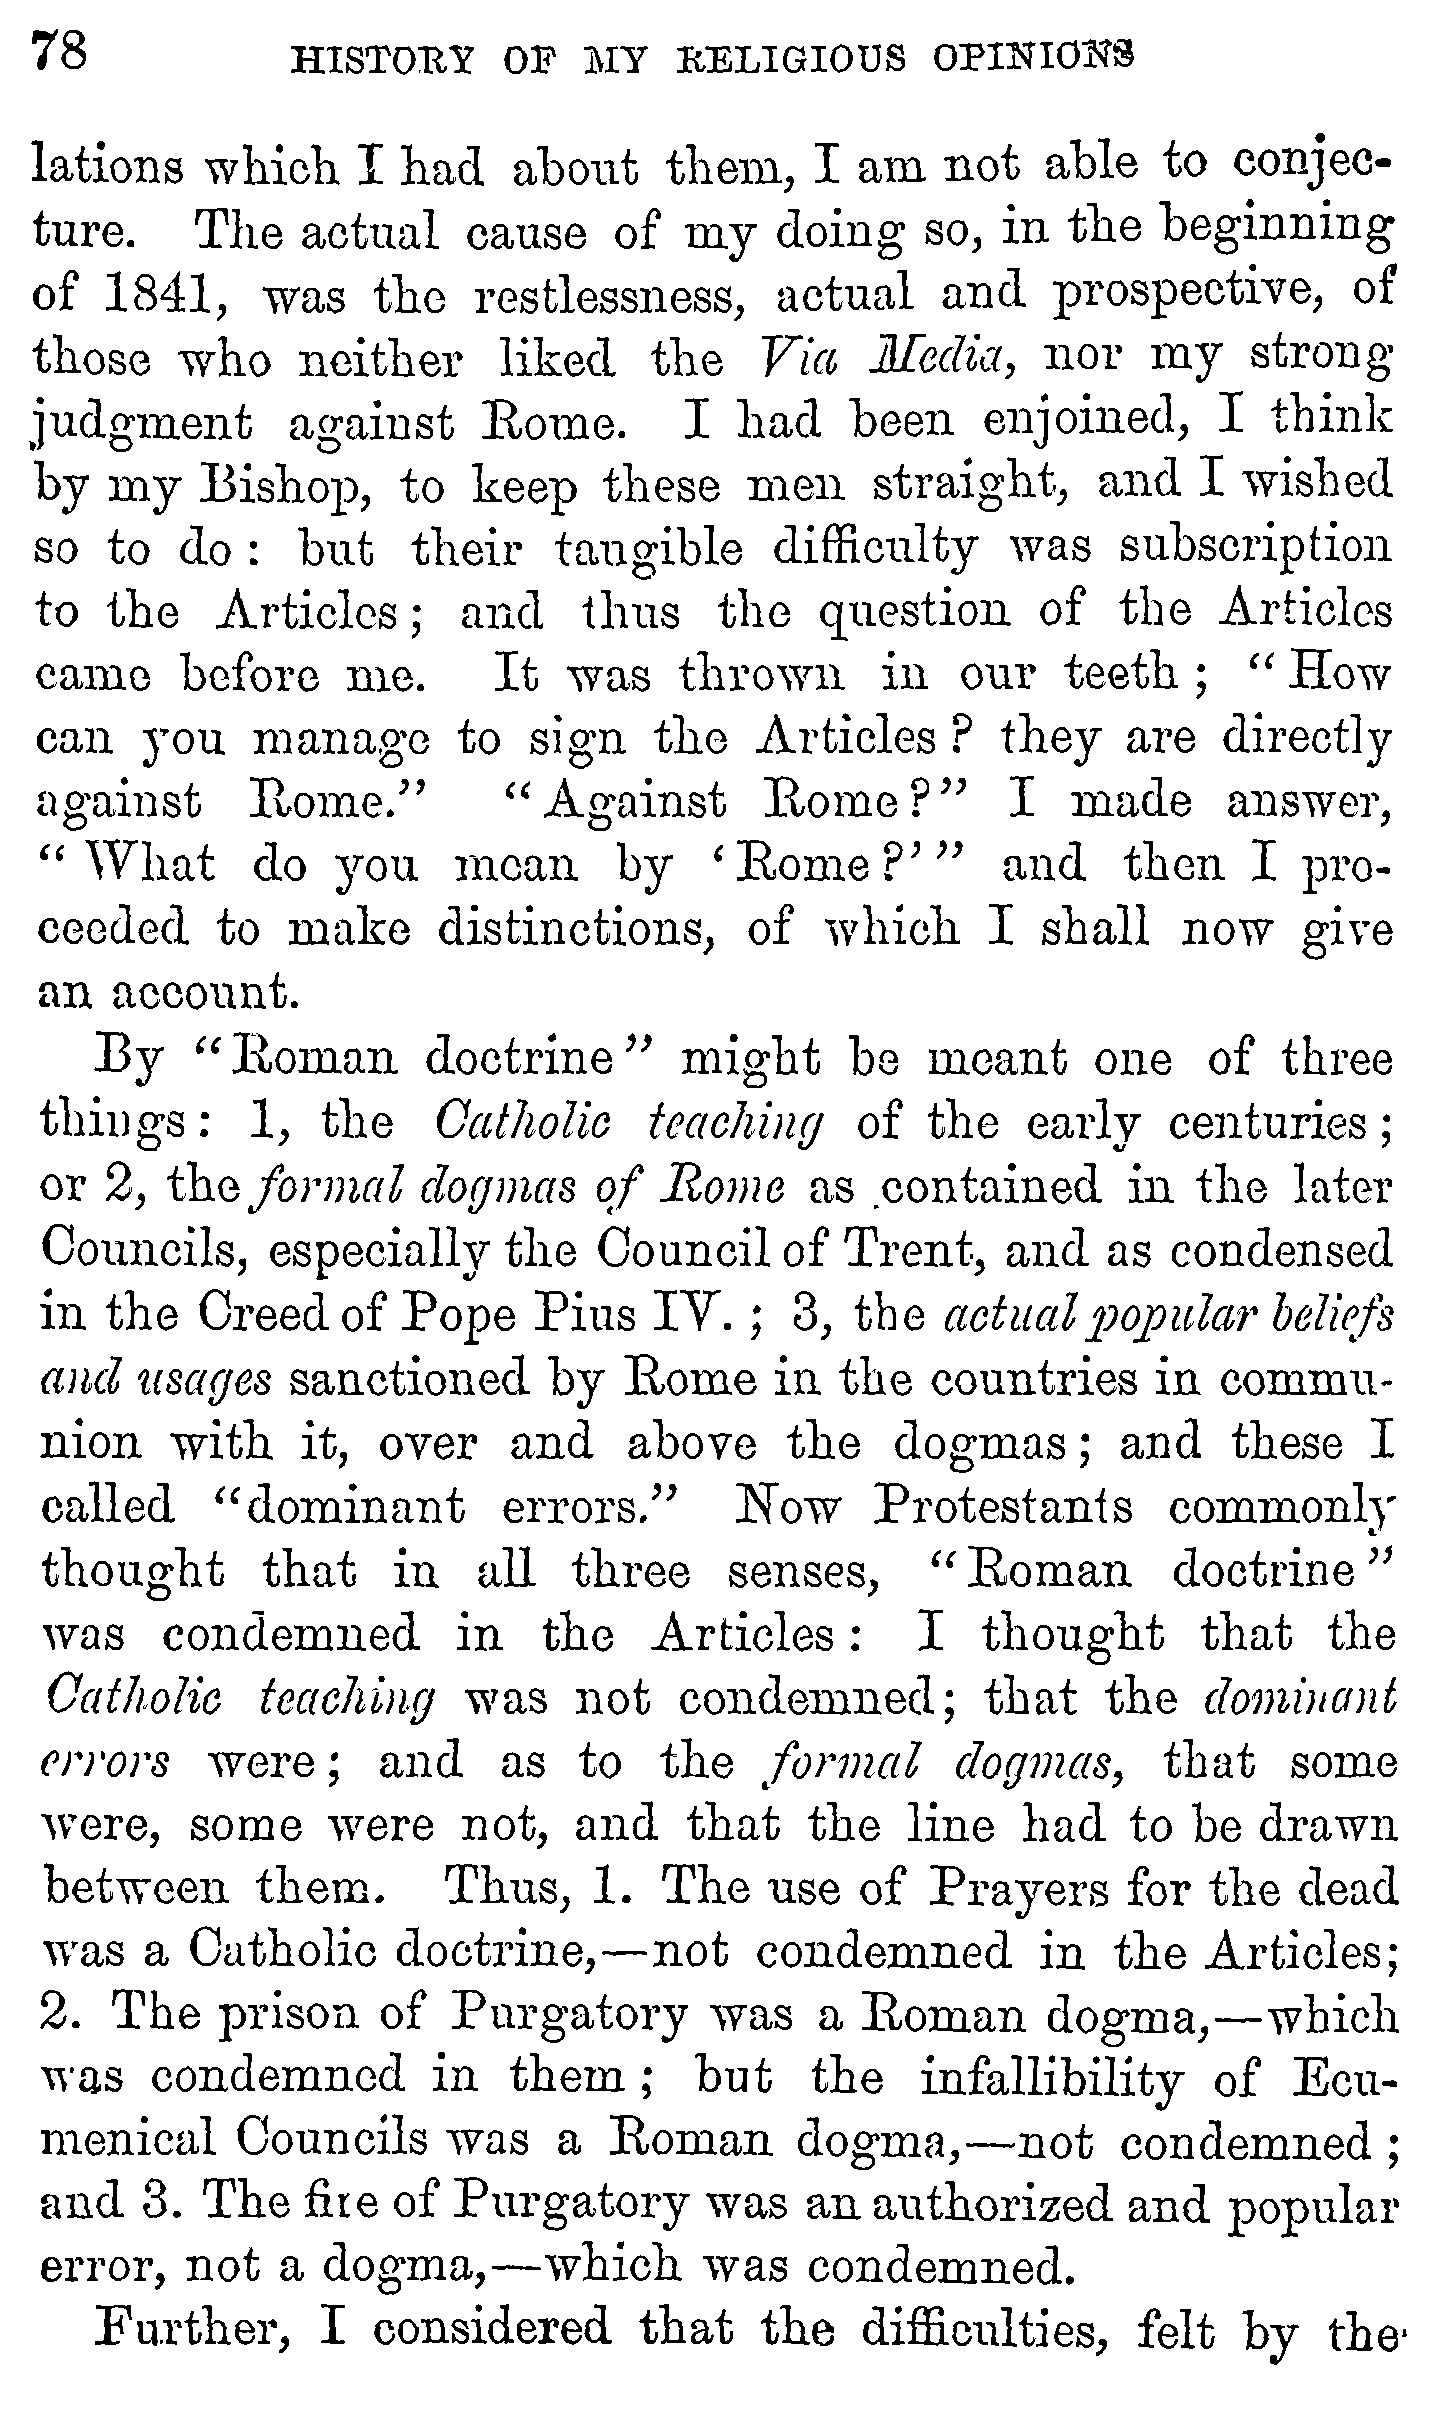 78 HISTORY OF MY RELIGIOUS OPINIONS
lations which I had about them, I am not able to conjec-
ture. The actual cause of my doing so, in the beginning
of 1841, was the restlessness, actual and prospective, of
those who neither liked the Via Media, nor my strong
judgment against Rome. I had been enjoined, I think
by my Bishop, to keep these men straight, and I wished
so to do : but their tangible difficulty was subscription
to the Articles ; and thus the question of the Articles
came before me. It was thrown in our teeth ; “ How
can you manage to sign the Articles ? they are directly
against Rome.” “ Against Rome ?” I made answer,
“ What do you mean by ‘ Rome ?’ ” and then I pro-
ceeded to make distinctions, of which I shall now give
an account.
By “ Roman doctrine ” might be meant one of three
things : 1, the Catholic teaching of the early centuries ;
or 2, the formal dogmas of Rome as contained in the later
Councils, especially the Council of Trent, and as condensed
in the Creed of Pope Pius IV. ; 3, the actual popular beliefs
and usages sanctioned by Rome in the countries in commu-
nion with it, over and above the dogmas ; and these I
called “dominant errors.” Now Protestants commonly
thought that in all three senses, “ Roman doctrine ”
was condemned in the Articles : I thought that the
Catholic teaching was not condemned ; that the dominant
errors were ; and as to the formal dogmas, that some
were, some were not, and that the line had to be drawn
between them. Thus, 1. The use of Prayers for the dead
was a Catholic doctrine,—not condemned in the Articles ;
2. The prison of Purgatory was a Roman dogma,—which
was condemned in them ; but the infallibility of Ecu-
menical Councils was a Roman dogma,—not condemned ;
and 3. The fire of Purgatory was an authorized and popular
error, not a dogma,—which was condemned.
Further, I considered that the difficulties, felt by the